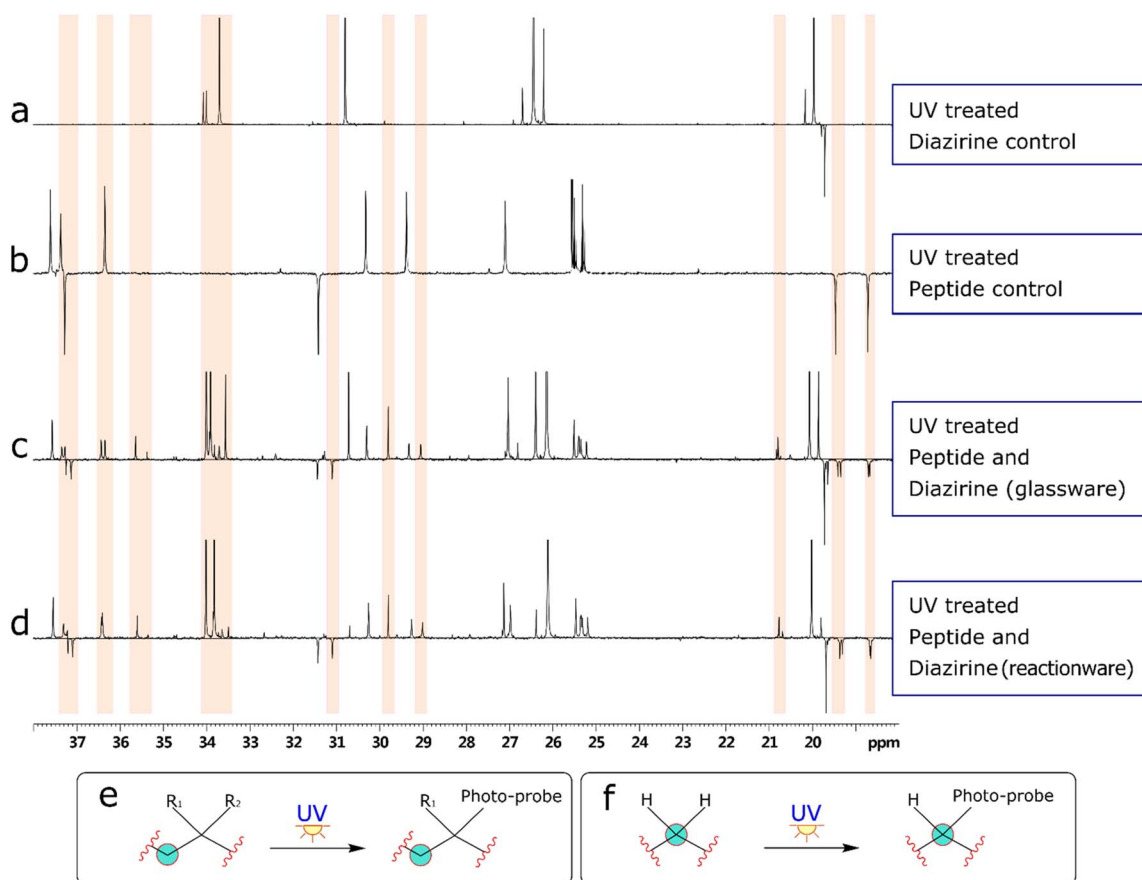 a
UV treated
Diazirine control
b
UV treated
Peptide control
c
UV treated
Peptide and
Diazirine (glassware)
d
UV treated
Peptide and
Diazirine (reactionware)
37 36 35 34 33 32 31 30 29 28 27 26 25 24 23 22 21 20 ppm
e
R1 R2 UV R1 Photo-probe
f
H H UV H Photo-probe